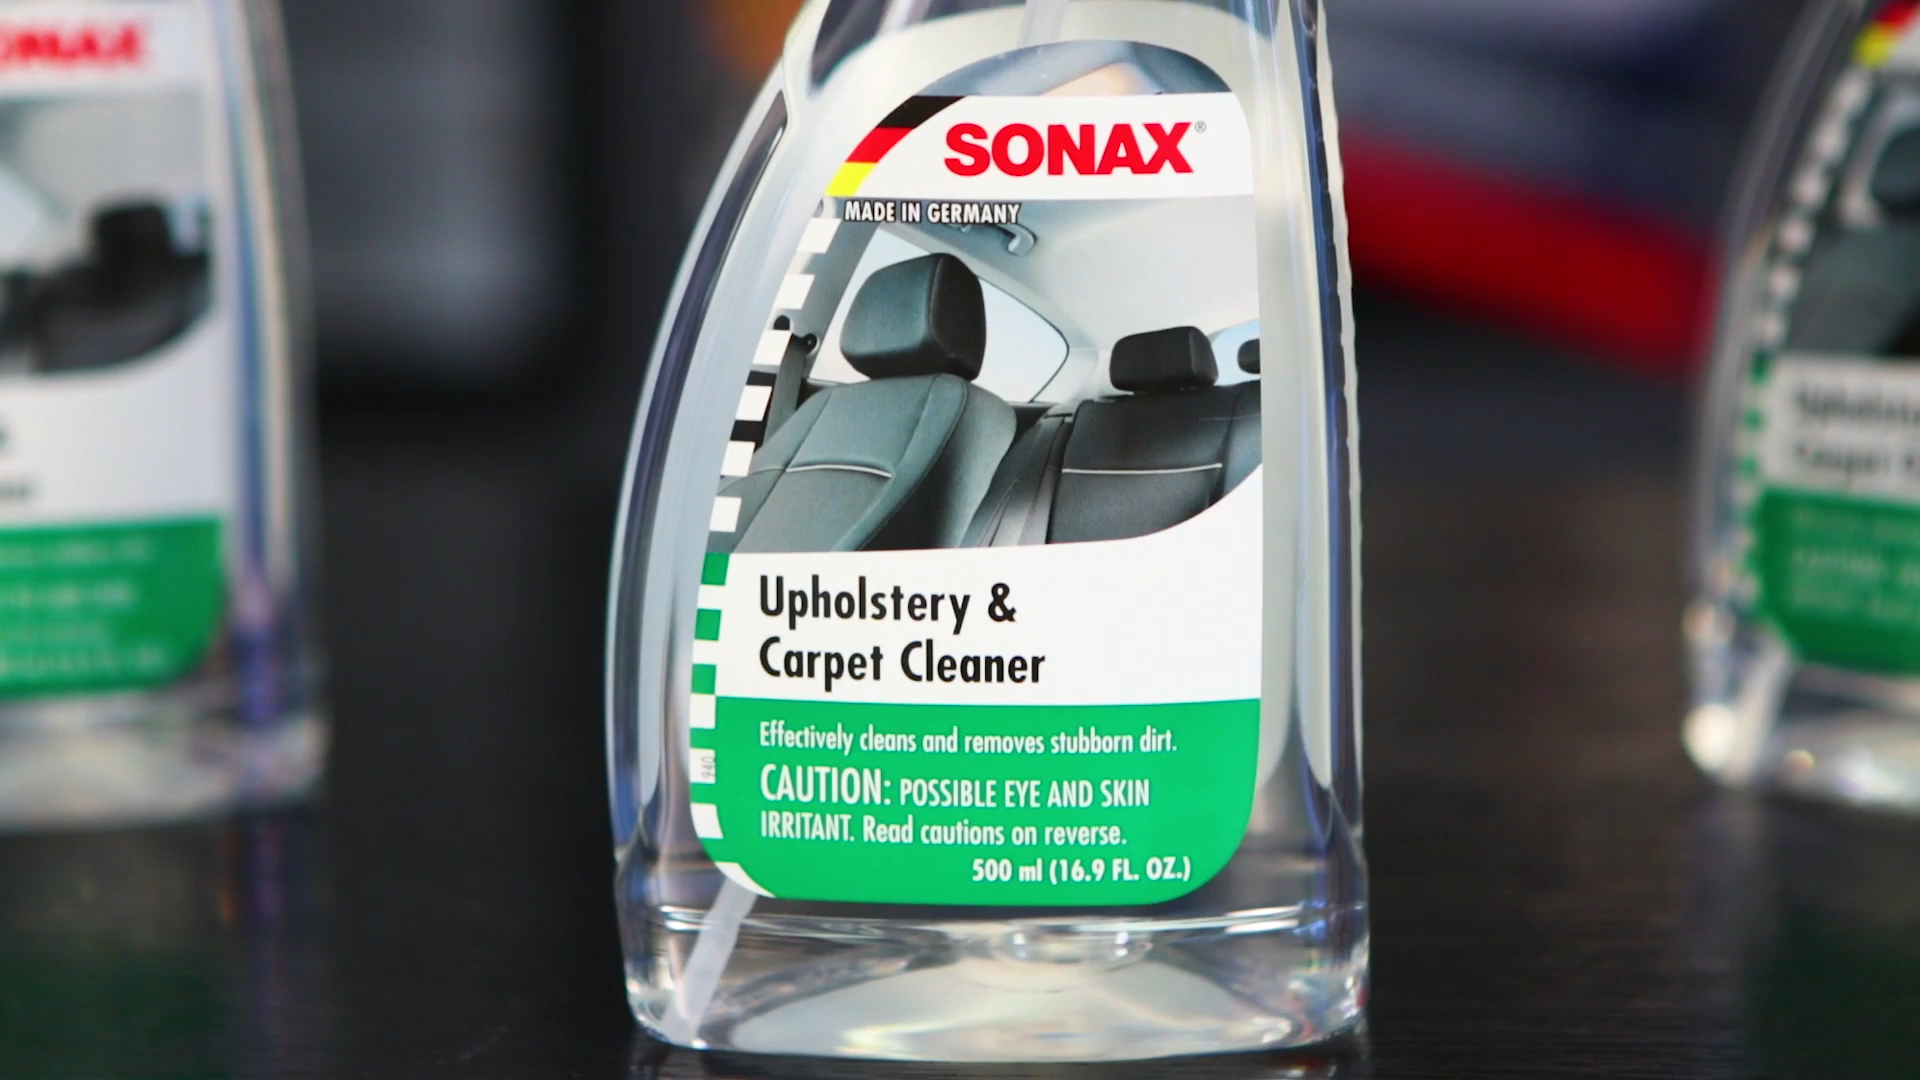 SONAX®
MADE IN GERMANY
Upholstery &
Carpet Cleaner
Effectively cleans and removes stubborn dirt.
CAUTION: POSSIBLE EYE AND SKIN
IRRITANT. Read cautions on reverse.
500 ml (16.9 FL. OZ.)
940